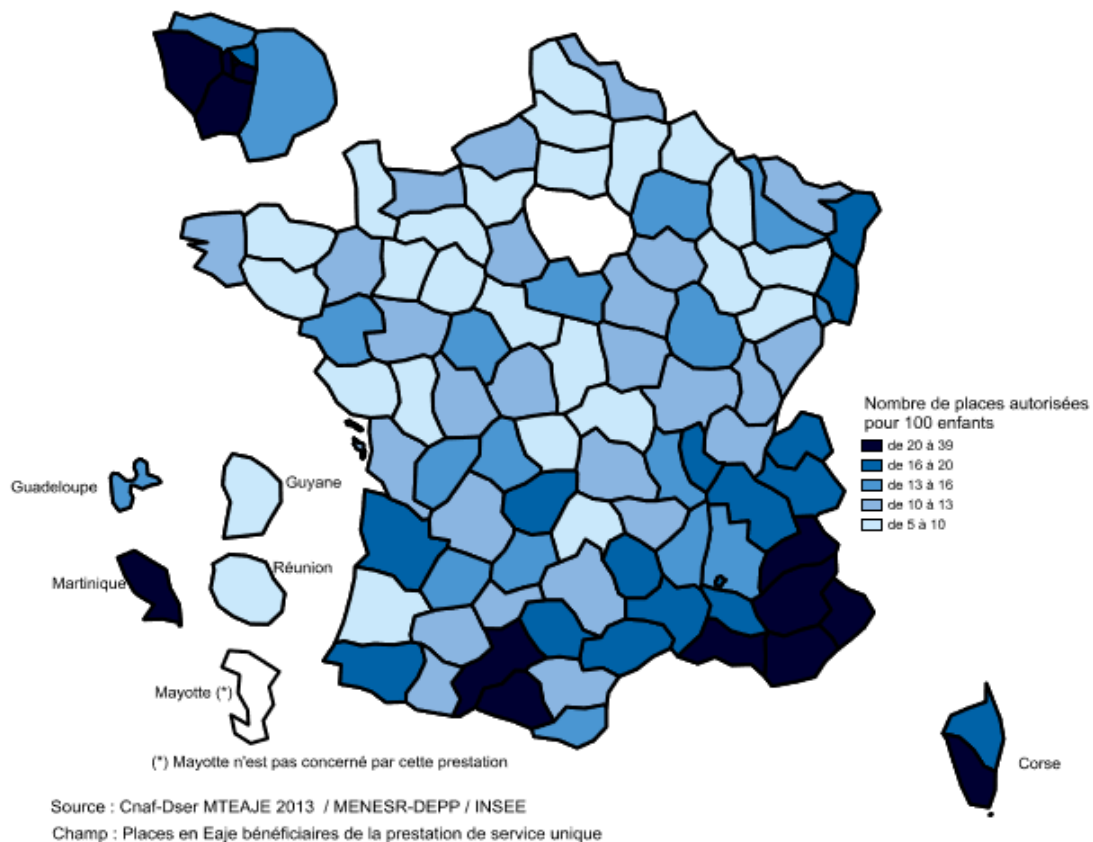 Nombre de places autorisées
pour 100 enfants
de 20 à 39
de 16 à 20
de 13 à 16
de 10 à 13
de 5 à 10
Guadeloupe
Guyane
Martinique
Réunion
Mayotte (*)
Corse
(*) Mayotte n'est pas concerné par cette prestation
Source : Cnaf-Dser MTEAJE 2013 / MENESR-DEPP / INSEE
Champ : Places en Eaje bénéficiaires de la prestation de service unique